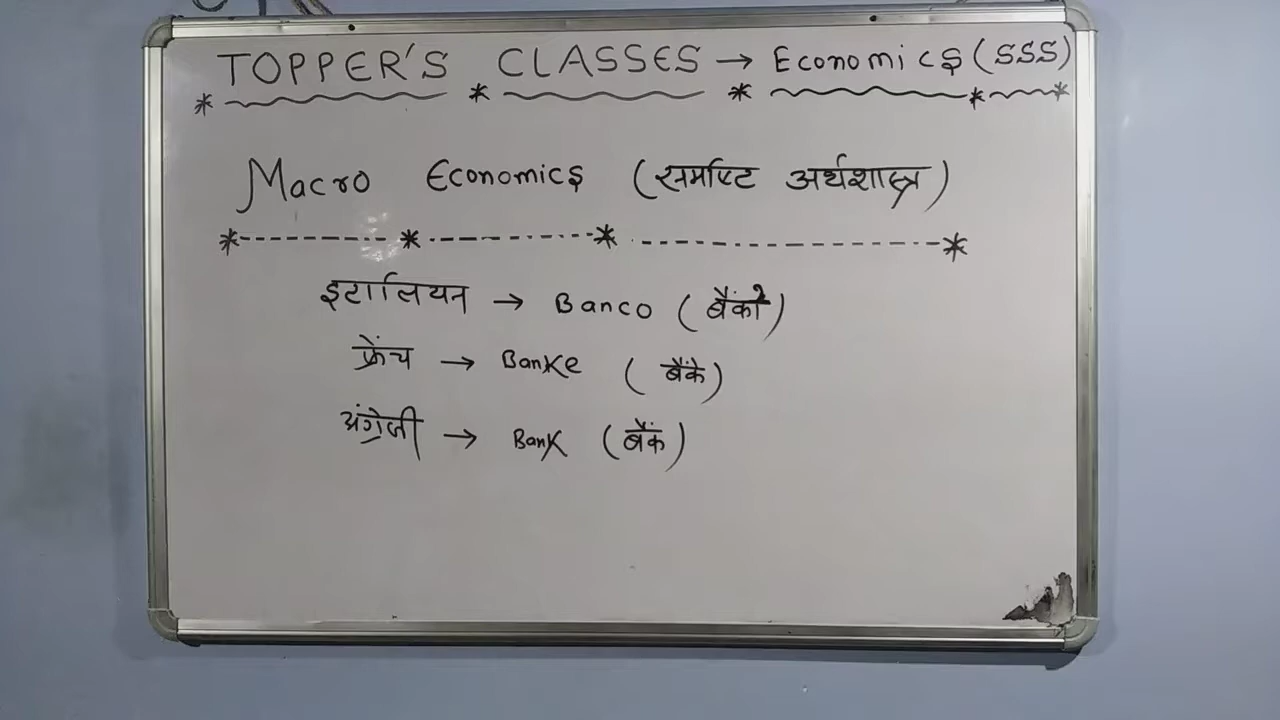 TOPPER'S CLASSES → Economics (SSS)
Macro Economics (समष्टि अर्थशास्त्र)
इटालियन → Banco (बैंको)
फ्रेंच → Banke (बैंके)
अंग्रेजी → Bank (बैंक)